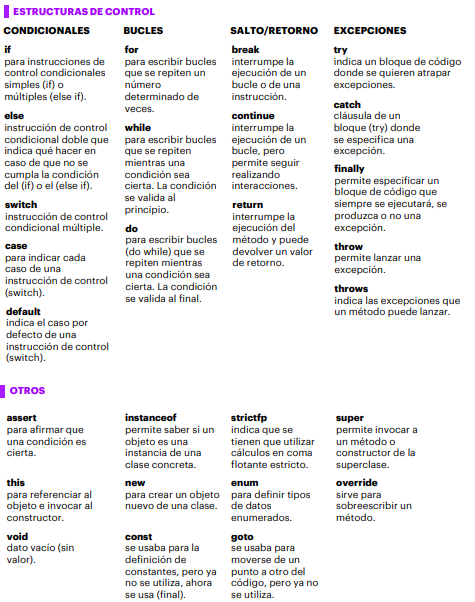 ESTRUCTURAS DE CONTROL
CONDICIONALES
if
para instrucciones de
control condicionales
simples (if) o
múltiples (else if).
else
instrucción de control
condicional doble que
indica qué hacer en
caso de que no se
cumpla la condición
del (if) o el (else if).
switch
instrucción de control
condicional múltiple.
case
para indicar cada
caso de una
instrucción de control
(switch).
default
indica el caso por
defecto de una
instrucción de control
(switch).
BUCLES
for
para escribir bucles
que se repiten un
número
determinado de
veces.
while
para escribir bucles
que se repiten
mientras una
condición sea
cierta. La condición
se valida al
principio.
do
para escribir bucles
(do while) que se
repiten mientras
una condición sea
cierta. La condición
se valida al final.
SALTO/RETORNO
break
interrumpe la
ejecución de un
bucle o de una
instrucción.
continue
interrumpe la
ejecución de un
bucle, pero
permite seguir
realizando
interacciones.
return
interrumpe la
ejecución del
método y puede
devolver un valor
de retorno.
EXCEPCIONES
try
indica un bloque de código
donde se quieren atrapar
excepciones.
catch
cláusula de un
bloque (try) donde
se especifica una
excepción.
finally
permite especificar un
bloque de código que
siempre se ejecutará, se
produzca o no una
excepción.
throw
permite lanzar una
excepción.
throws
indica las excepciones que
un método puede lanzar.
OTROS
assert
para afirmar que
una condición es
cierta.
this
para referenciar al
objeto e invocar al
constructor.
void
dato vacío (sin
valor).
instanceof
permite saber si un
objeto es una
instancia de una
clase concreta.
new
para crear un objeto
nuevo de una clase.
const
se usaba para la
definición de
constantes, pero ya
no se utiliza, ahora
se usa (final).
strictfp
indica que se
tienen que utilizar
cálculos en coma
flotante estricto.
enum
para definir tipos
de datos
enumerados.
goto
se usaba para
moverse de un
punto a otro del
código, pero ya no
se utiliza.
super
permite invocar a
un método o
constructor de la
superclase.
override
sirve para
sobreescribir un
método.